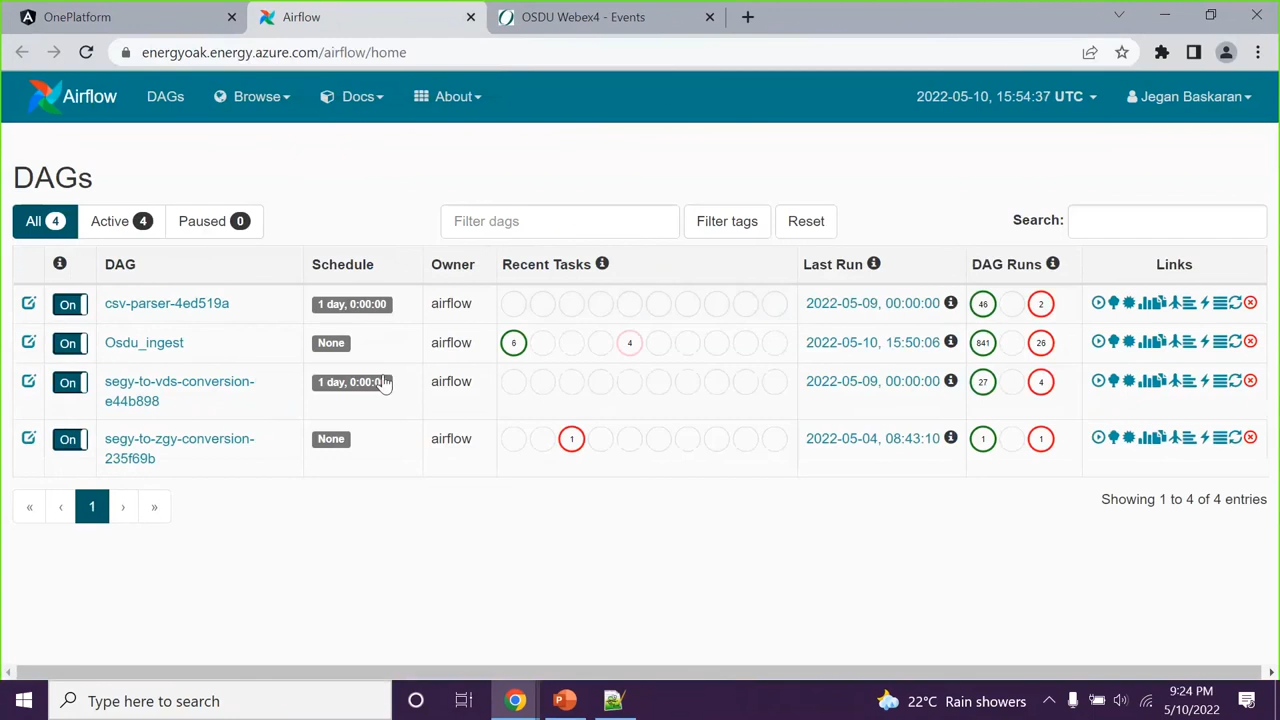 OnePlatform
Airflow
OSDU Webex4 - Events
energyoak.energy.azure.com/airflow/home
Airflow
DAGs
Browse
Docs
About
2022-05-10, 15:54:37 UTC
Jegan Baskaran
DAGs
All 4
Active 4
Paused 0
Filter dags
Filter tags
Reset
Search:
DAG
Schedule
Owner
Recent Tasks
Last Run
DAG Runs
Links
On
csv-parser-4ed519a
1 day, 0:00:00
airflow
2022-05-09, 00:00:00
46
2
On
Osdu_ingest
None
airflow
6
4
2022-05-10, 15:50:06
841
26
On
segy-to-vds-conversion-
e44b898
1 day, 0:00:
airflow
2022-05-09, 00:00:00
27
4
On
segy-to-zgy-conversion-
235f69b
None
airflow
1
2022-05-04, 08:43:10
1
1
« ‹ 1 › »
Showing 1 to 4 of 4 entries
Type here to search
22°C Rain showers
9:24 PM
5/10/2022